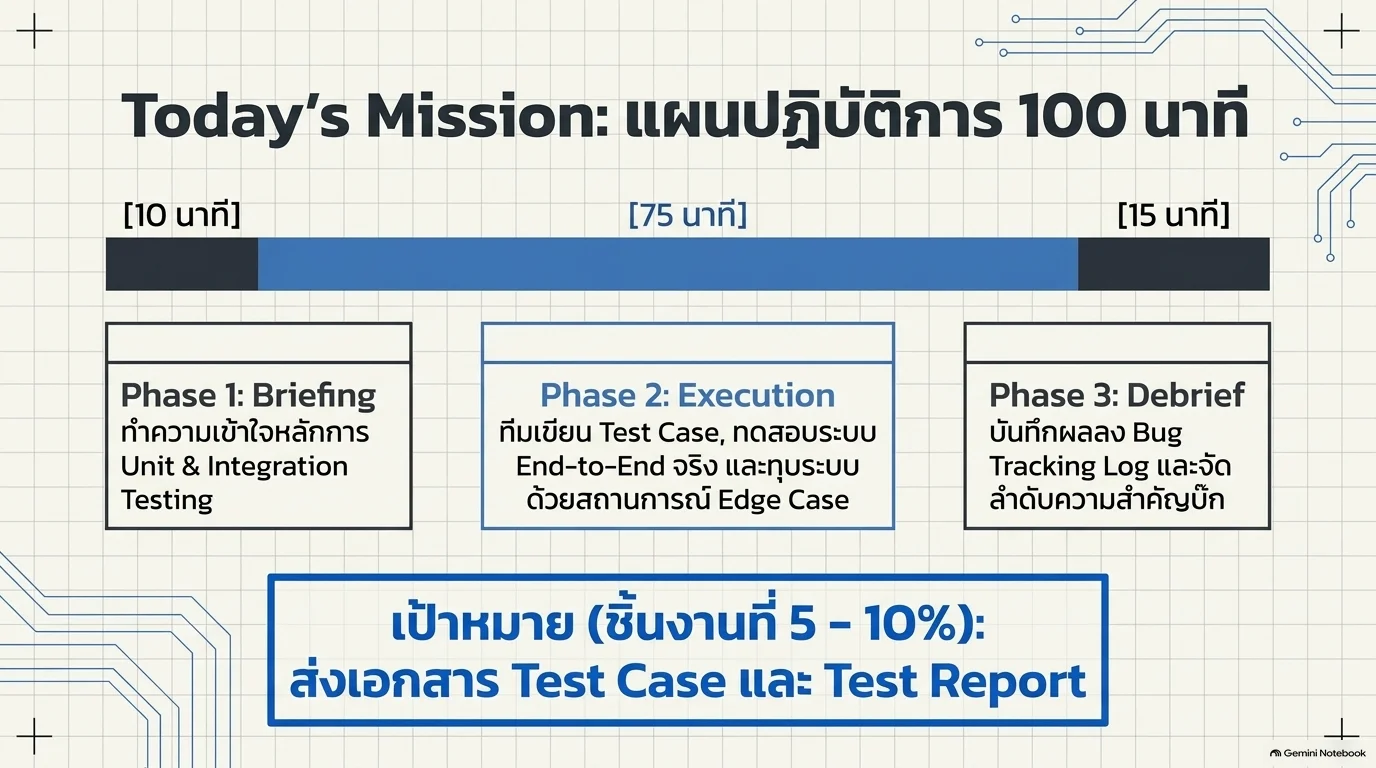 Today's Mission: แผนปฏิบัติการ 100 นาที
[10 นาที]
[75 นาที]
[15 นาที]
Phase 1: Briefing
ทำความเข้าใจหลักการ
Unit & Integration
Testing
Phase 2: Execution
ทีมเขียน Test Case, ทดสอบระบบ
End-to-End จริง และทุบระบบ
ด้วยสถานการณ์ Edge Case
Phase 3: Debrief
บันทึกผลลง Bug
Tracking Log และจัด
ลำดับความสำคัญบั๊ก
เป้าหมาย (ชิ้นงานที่ 5 - 10%):
ส่งเอกสาร Test Case และ Test Report
Gemini Notebook